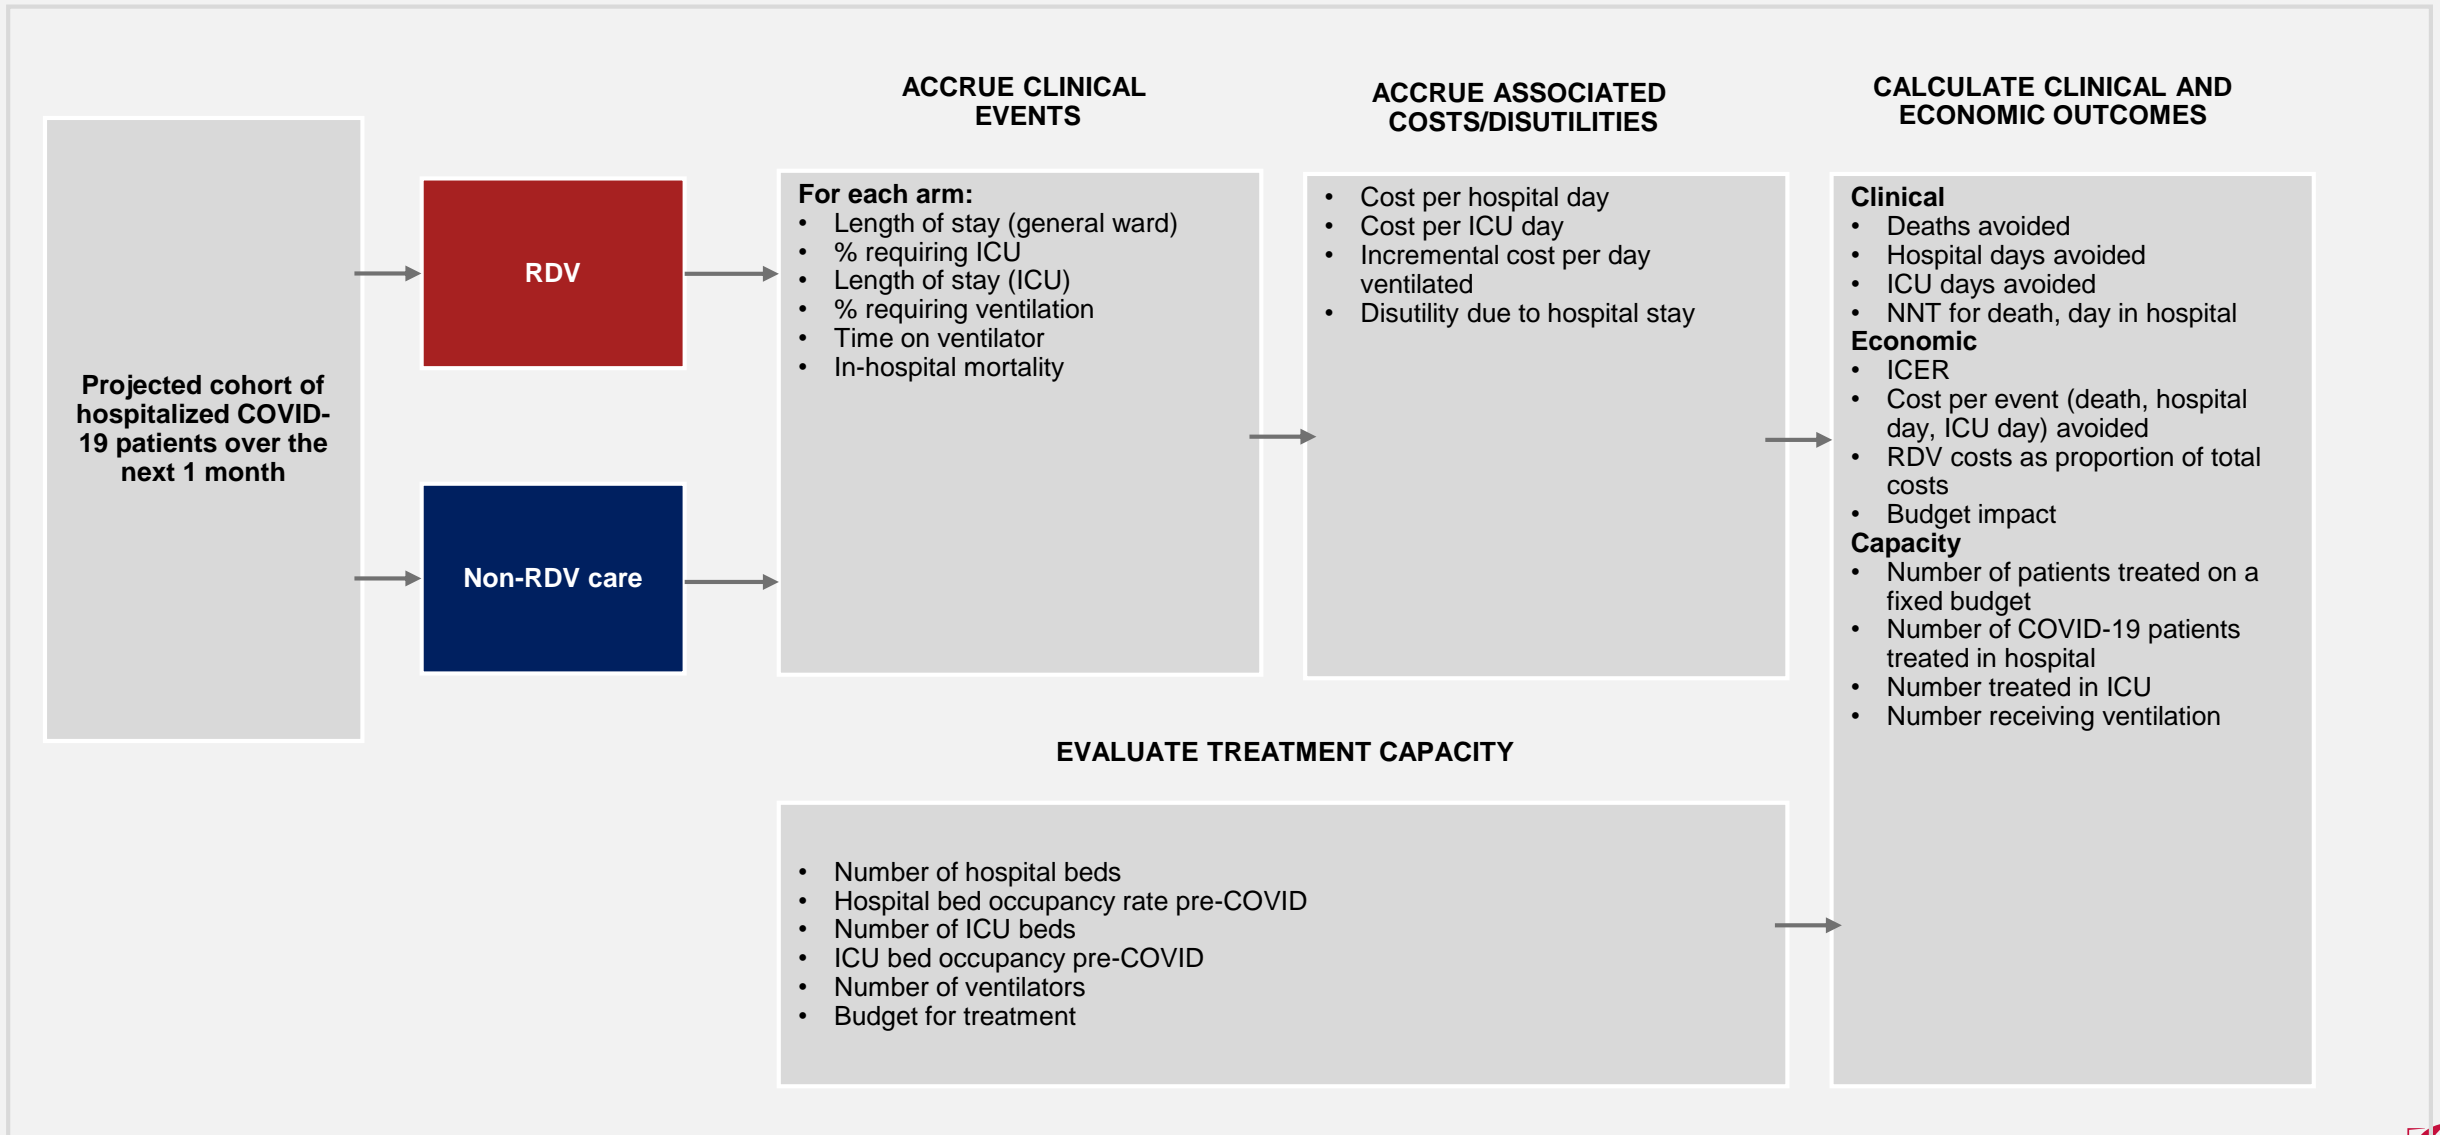 Projected cohort of
hospitalized COVID-
19 patients over the
next 1 month
RDV
Non-RDV care
ACCRUE CLINICAL
EVENTS
For each arm:
• Length of stay (general ward)
• % requiring ICU
• Length of stay (ICU)
• % requiring ventilation
• Time on ventilator
• In-hospital mortality
ACCRUE ASSOCIATED
COSTS/DISUTILITIES
• Cost per hospital day
• Cost per ICU day
• Incremental cost per day
ventilated
• Disutility due to hospital stay
CALCULATE CLINICAL AND
ECONOMIC OUTCOMES
Clinical
• Deaths avoided
• Hospital days avoided
• ICU days avoided
• NNT for death, day in hospital
Economic
• ICER
• Cost per event (death, hospital
day, ICU day) avoided
• RDV costs as proportion of total
costs
• Budget impact
Capacity
• Number of patients treated on a
fixed budget
• Number of COVID-19 patients
treated in hospital
• Number treated in ICU
• Number receiving ventilation
EVALUATE TREATMENT CAPACITY
• Number of hospital beds
• Hospital bed occupancy rate pre-COVID
• Number of ICU beds
• ICU bed occupancy pre-COVID
• Number of ventilators
• Budget for treatment